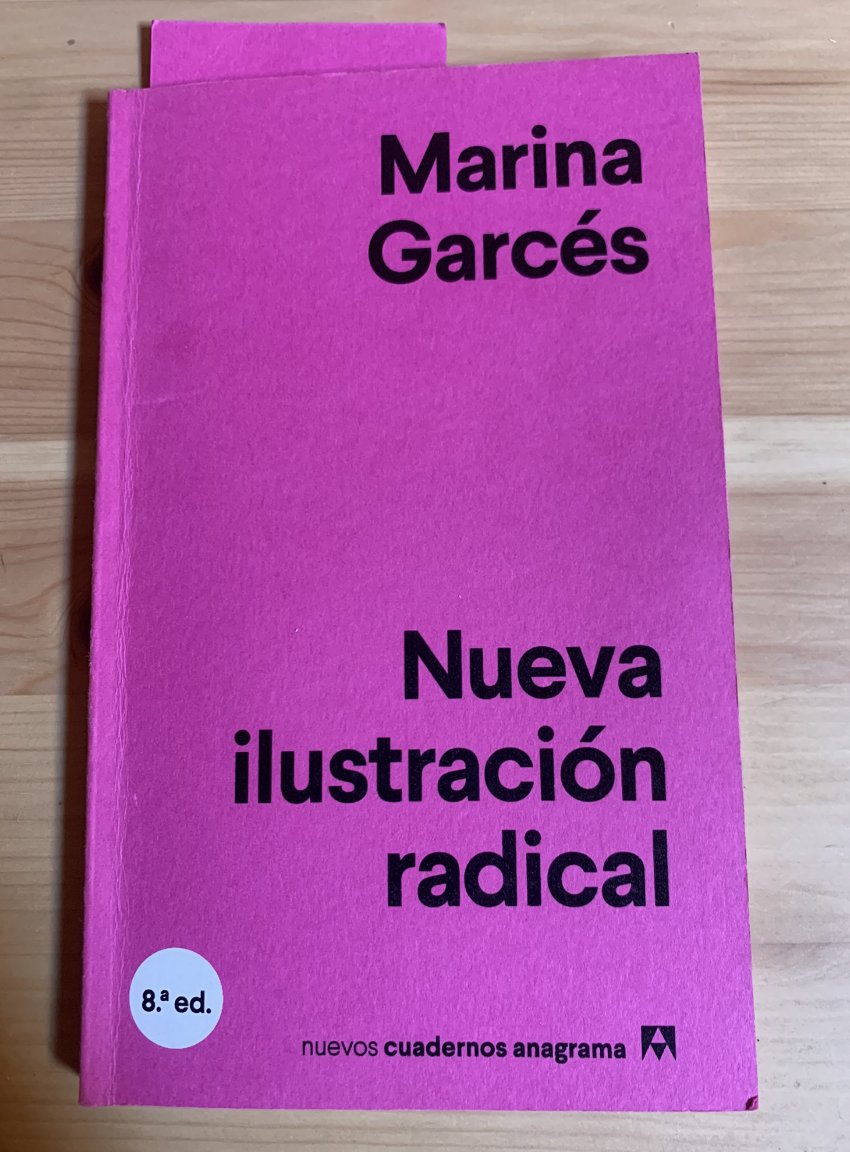 Marina
Garcés
Nueva
ilustración
radical
8.ª ed.
nuevos cuadernos anagrama